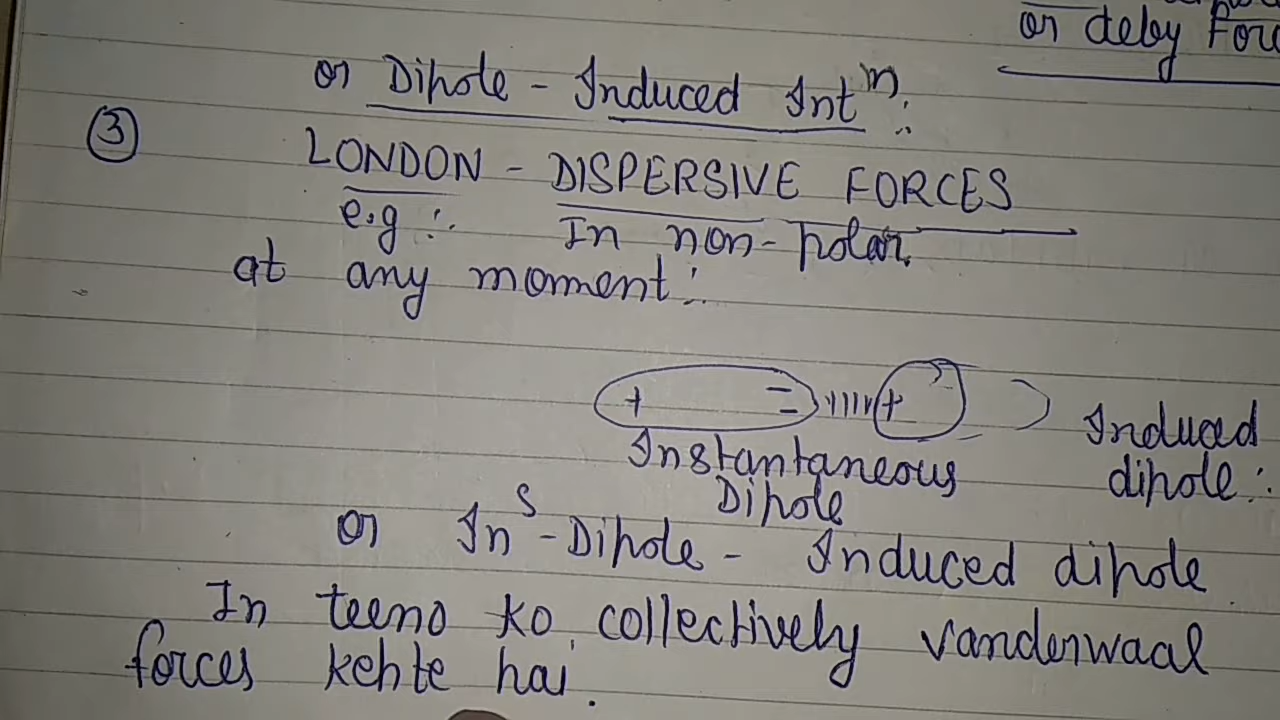 or deby Forc
or Dipole - Induced Intⁿ.
③ LONDON - DISPERSIVE FORCES
e.g :. In non-polar.
at any moment :.
+ = + -
Instantaneous Dipole
Induced dipole :.
or Inˢ - Dipole - Induced dipole
In teeno ko collectively vanderwaal
forces kehte hai.